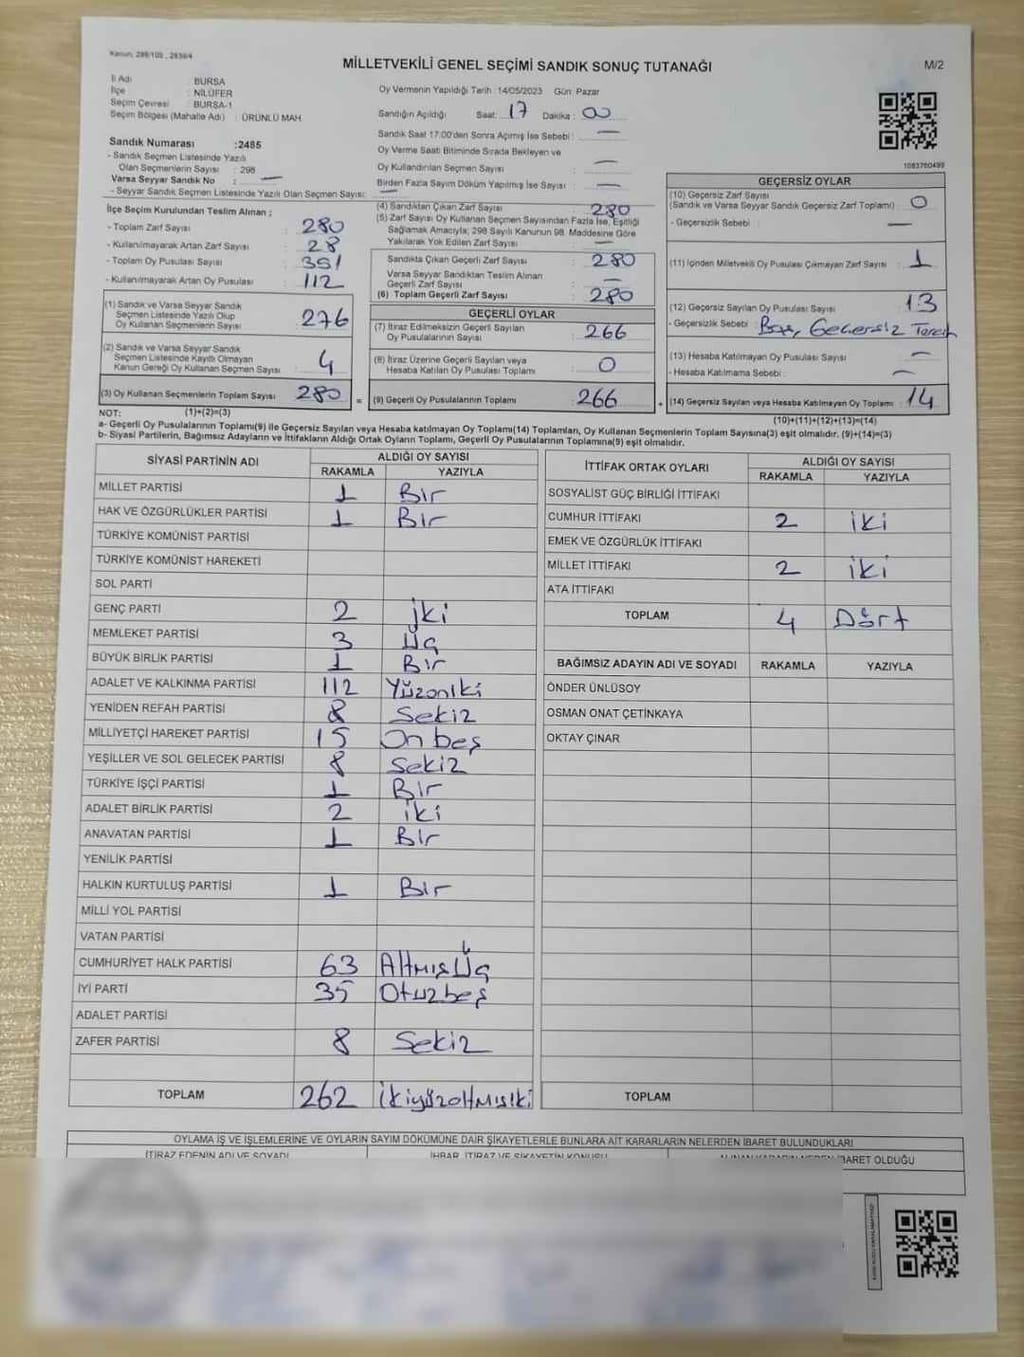 Kanun, 298/105 , 2839/4
MİLLETVEKİLİ GENEL SEÇİMİ SANDIK SONUÇ TUTANAĞI
M/2
İl Adı : BURSA
İlçe : NİLÜFER
Seçim Çevresi : BURSA-1
Seçim Bölgesi (Mahalle Adı) : ÜRÜNLÜ MAH.
Oy Vermenin Yapıldığı Tarih :14/05/2023 Gün: Pazar
Sandığın Açıldığı Saat: 17 Dakika : 00
Sandık Saat 17:00'den Sonra Açımış İse Sebebi : —
Oy Verme Saati Bitiminde Sırada Bekleyen ve
Oy Kullandırılan Seçmen Sayısı : —
Birden Fazla Sayım Döküm Yapılmış İse Sayısı : —
1083760499
Sandık Numarası :2485
- Sandık Seçmen Listesinde Yazılı
Olan Seçmenlerin Sayısı : 298
Varsa Seyyar Sandık No : —
- Seyyar Sandık Seçmen Listesinde Yazılı Olan Seçmen Sayısı: —
İlçe Seçim Kurulundan Teslim Alınan ;
- Toplam Zarf Sayısı : 280
- Kullanılmayarak Artan Zarf Sayısı : 28
- Toplam Oy Pusulası Sayısı : 351
- Kullanılmayarak Artan Oy Pusulası : 112
(1) Sandık ve Varsa Seyyar Sandık
Seçmen Listesinde Yazılı Olup
Oy Kullanan Seçmenlerin Sayısı : 276
(2) Sandık ve Varsa Seyyar Sandık
Seçmen Listesinde Kayıtlı Olmayan
Kanun Gereği Oy Kullanan Seçmen Sayısı : 4
(3) Oy Kullanan Seçmenlerin Toplam Sayısı : 280
(4) Sandıktan Çıkan Zarf Sayısı : 280
(5) Zarf Sayısı Oy Kullanan Seçmen Sayısından Fazla İse, Eşitliği
Sağlamak Amacıyla; 298 Sayılı Kanunun 98. Maddesine Göre
Yakılarak Yok Edilen Zarf Sayısı : —
Sandıkta Çıkan Geçerli Zarf Sayısı : 280
Varsa Seyyar Sandıktan Teslim Alınan
Geçerli Zarf Sayısı : —
(6) Toplam Geçerli Zarf Sayısı : 280
GEÇERLİ OYLAR
(7) İtiraz Edilmeksizin Geçerli Sayılan
Oy Pusulalarının Sayısı : 266
(8) İtiraz Üzerine Geçerli Sayılan veya
Hesaba Katılan Oy Pusulası Toplamı : 0
= (9) Geçerli Oy Pusulalarının Toplamı : 266
GEÇERSİZ OYLAR
(10) Geçersiz Zarf Sayısı
(Sandık ve Varsa Seyyar Sandık Geçersiz Zarf Toplamı) : 0
- Geçersizlik Sebebi : —
(11) İçinden Milletvekili Oy Pusulası Çıkmayan Zarf Sayısı : 1
(12) Geçersiz Sayılan Oy Pusulası Sayısı : 13
- Geçersizlik Sebebi : Boş, Geçersiz Tercih
(13) Hesaba Katılmayan Oy Pusulası Sayısı : —
- Hesaba Katılmama Sebebi : —
+ (14) Geçersiz Sayılan veya Hesaba Katılmayan Oy Toplamı : 14
NOT: (1)+(2)=(3)
(10)+(11)+(12)+(13)=(14)
a- Geçerli Oy Pusulalarının Toplamı(9) ile Geçersiz Sayılan veya Hesaba katılmayan Oy Toplamı(14) Toplamları, Oy Kullanan Seçmenlerin Toplam Sayısına(3) eşit olmalıdır. (9)+(14)=(3)
b- Siyasi Partilerin, Bağımsız Adayların ve İttifakların Aldığı Ortak Oyların Toplamı, Geçerli Oy Pusulalarının Toplamına(9) eşit olmalıdır.
SİYASİ PARTİNİN ADI ALDIĞI OY SAYISI
RAKAMLA YAZIYLA
MİLLET PARTİSİ 1 Bir
HAK VE ÖZGÜRLÜKLER PARTİSİ 1 Bir
TÜRKİYE KOMÜNİST PARTİSİ
TÜRKİYE KOMÜNİST HAREKETİ
SOL PARTİ
GENÇ PARTİ 2 iki
MEMLEKET PARTİSİ 3 Üç
BÜYÜK BİRLİK PARTİSİ 1 Bir
ADALET VE KALKINMA PARTİSİ 112 Yüzoniki
YENİDEN REFAH PARTİSİ 8 Sekiz
MİLLİYETÇİ HAREKET PARTİSİ 15 On beş
YEŞİLLER VE SOL GELECEK PARTİSİ 8 Sekiz
TÜRKİYE İŞÇİ PARTİSİ 1 Bir
ADALET BİRLİK PARTİSİ 2 iki
ANAVATAN PARTİSİ 1 Bir
YENİLİK PARTİSİ
HALKIN KURTULUŞ PARTİSİ 1 Bir
MİLLİ YOL PARTİSİ
VATAN PARTİSİ
CUMHURİYET HALK PARTİSİ 63 AltmışÜç
İYİ PARTİ 35 Otuzbeş
ADALET PARTİSİ
ZAFER PARTİSİ 8 Sekiz
TOPLAM 262 ikiyüzaltmışiki
İTTİFAK ORTAK OYLARI ALDIĞI OY SAYISI
RAKAMLA YAZIYLA
SOSYALİST GÜÇ BİRLİĞİ İTTİFAKI
CUMHUR İTTİFAKI 2 iki
EMEK VE ÖZGÜRLÜK İTTİFAKI
MİLLET İTTİFAKI 2 iki
ATA İTTİFAKI
TOPLAM 4 Dört
BAĞIMSIZ ADAYIN ADI VE SOYADI RAKAMLA YAZIYLA
ÖNDER ÜNLÜSOY
OSMAN ONAT ÇETİNKAYA
OKTAY ÇINAR
TOPLAM
OYLAMA İŞ VE İŞLEMLERİNE VE OYLARIN SAYIM DÖKÜMÜNE DAİR ŞİKAYETLERLE BUNLARA AİT KARARLARIN NELERDEN İBARET BULUNDUKLARI
İTİRAZ EDENİN ADI VE SOYADI İHBAR, İTİRAZ VE ŞİKAYETİN KONUSU ALINAN KARARIN NEDEN İBARET OLDUĞU